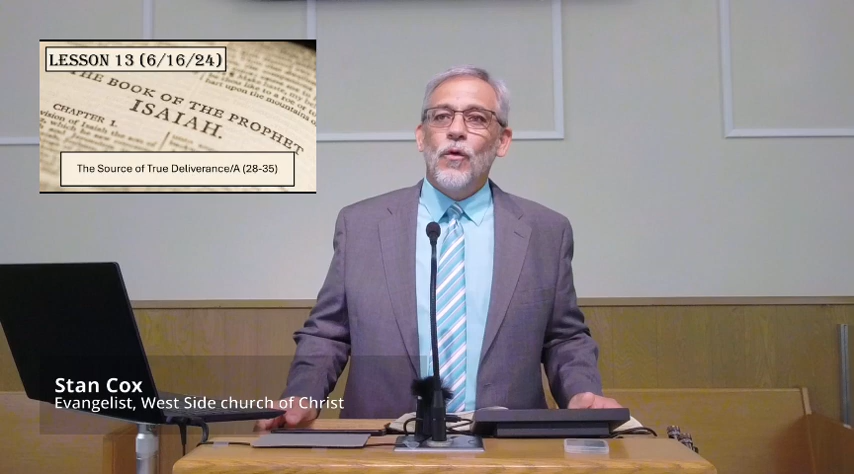 LESSON 13 (6/16/24)
THE BOOK OF THE PROPHET
ISAIAH.
CHAPTER 1.
The Source of True Deliverance/A (28-35)
Stan Cox
Evangelist, West Side church of Christ